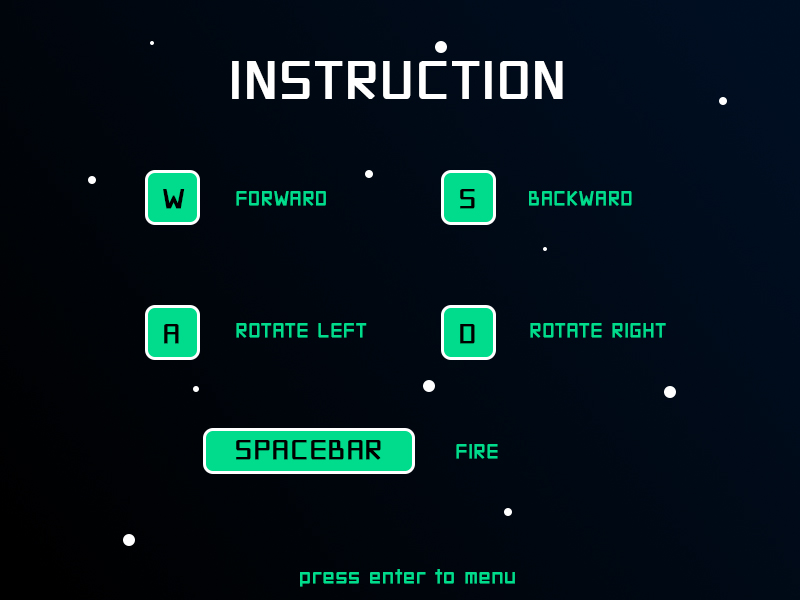 INSTRUCTION
W FORWARD S BACKWARD
A ROTATE LEFT D ROTATE RIGHT
SPACEBAR FIRE
press enter to menu